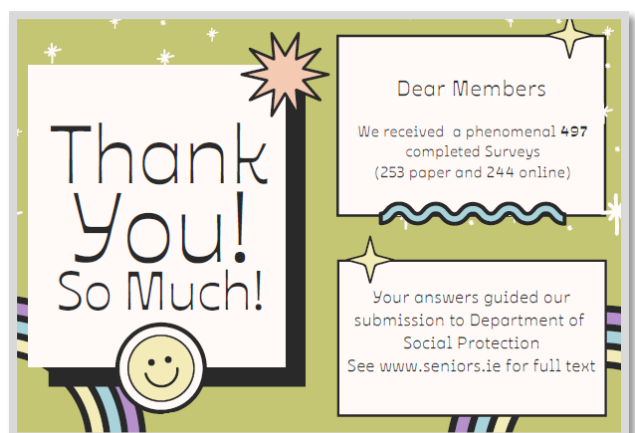 Thank
You!
So Much!
Dear Members
We received a phenomenal 497
completed Surveys
(253 paper and 244 online)
Your answers guided our
submission to Department of
Social Protection
See www.seniors.ie for full text